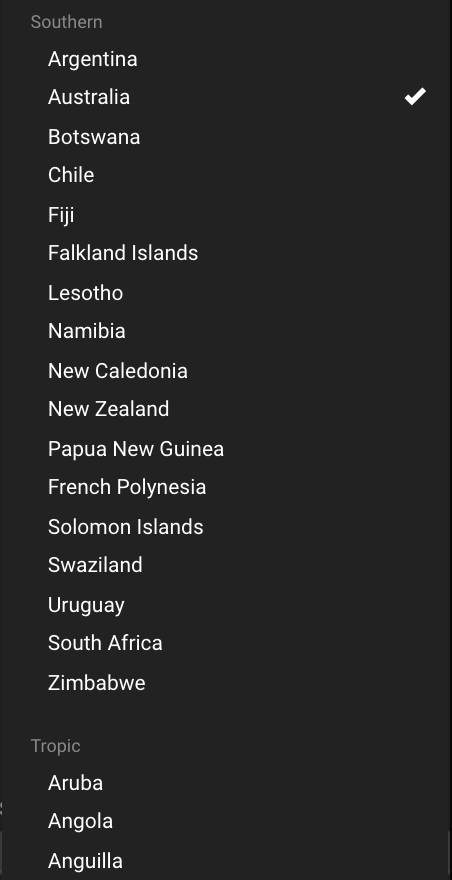 Southern
Argentina
Australia
Botswana
Chile
Fiji
Falkland Islands
Lesotho
Namibia
New Caledonia
New Zealand
Papua New Guinea
French Polynesia
Solomon Islands
Swaziland
Uruguay
South Africa
Zimbabwe
Tropic
Aruba
Angola
Anguilla